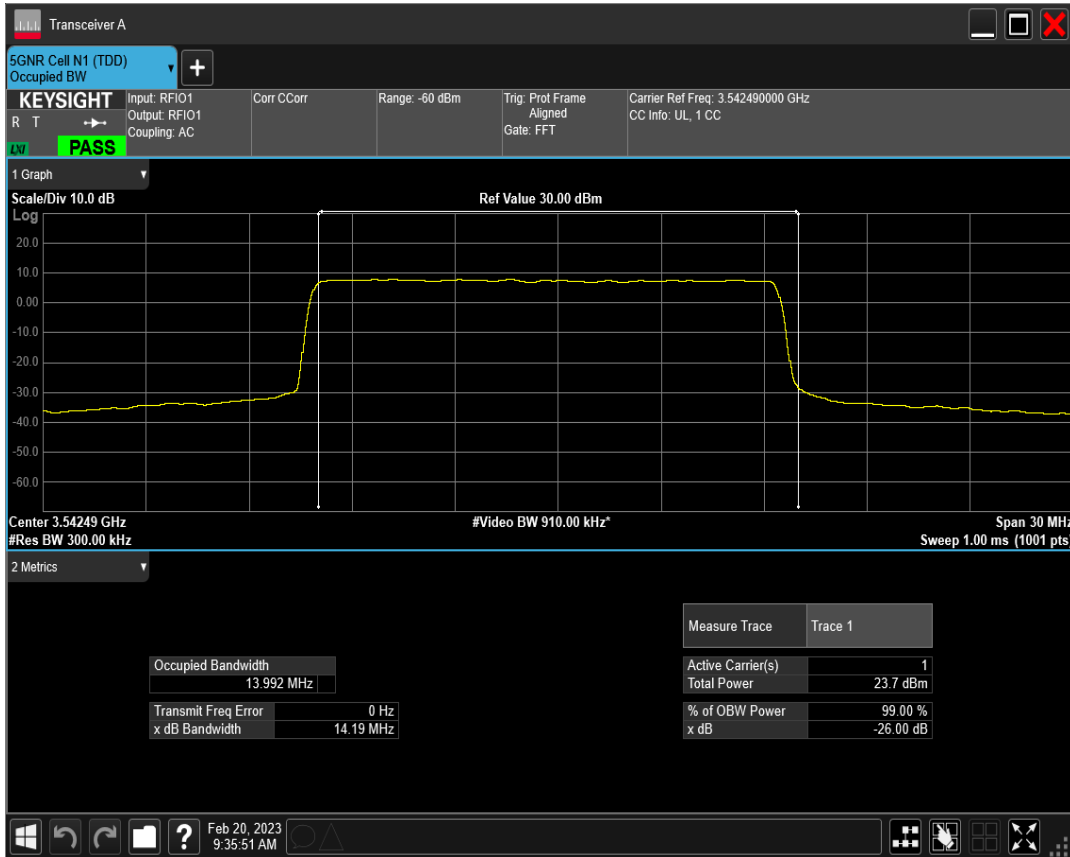 Transceiver A
5GNR Cell N1 (TDD)
Occupied BW
+
KEYSIGHT
R T
LXI
PASS
Input: RFIO1
Output: RFIO1
Coupling: AC
Corr CCorr
Range: -60 dBm
Trig: Prot Frame
Aligned
Gate: FFT
Carrier Ref Freq: 3.542490000 GHz
CC Info: UL, 1 CC
1 Graph
Scale/Div 10.0 dB
Ref Value 30.00 dBm
Log
20.0
10.0
0.00
-10.0
-20.0
-30.0
-40.0
-50.0
-60.0
Center 3.54249 GHz
#Video BW 910.00 kHz*
Span 30 MHz
#Res BW 300.00 kHz
Sweep 1.00 ms (1001 pts)
2 Metrics
Measure Trace Trace 1
Occupied Bandwidth
13.992 MHz
Active Carrier(s) 1
Total Power 23.7 dBm
Transmit Freq Error 0 Hz
x dB Bandwidth 14.19 MHz
% of OBW Power 99.00 %
x dB -26.00 dB
?
Feb 20, 2023
9:35:51 AM